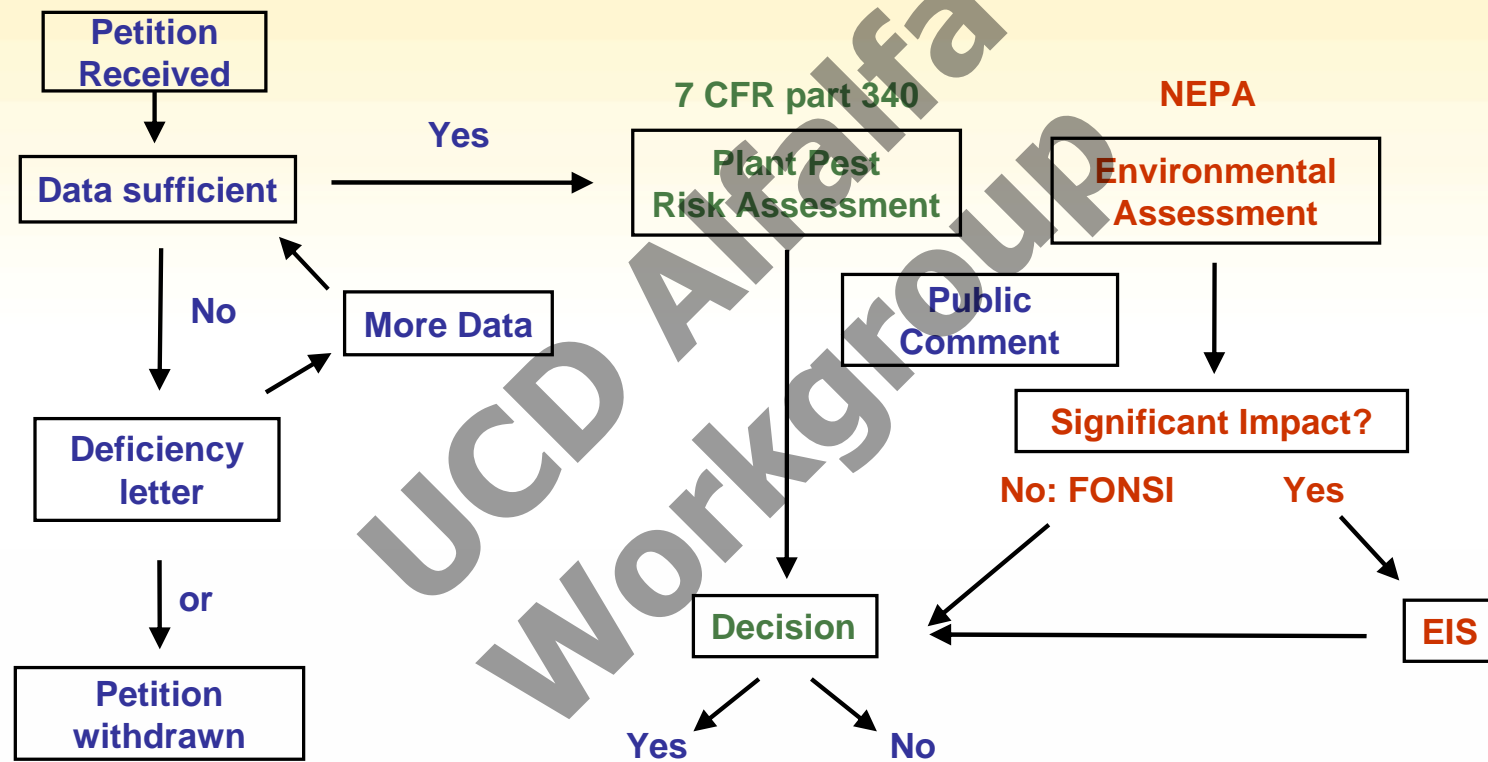 Petition
Received
Data sufficient
Yes
No
More Data
Deficiency
letter
or
Petition
withdrawn
7 CFR part 340
Plant Pest
Risk Assessment
Public
Comment
NEPA
Environmental
Assessment
Significant Impact?
No: FONSI
Yes
EIS
Decision
Yes
No
UCD Alfalfa
Workgroup